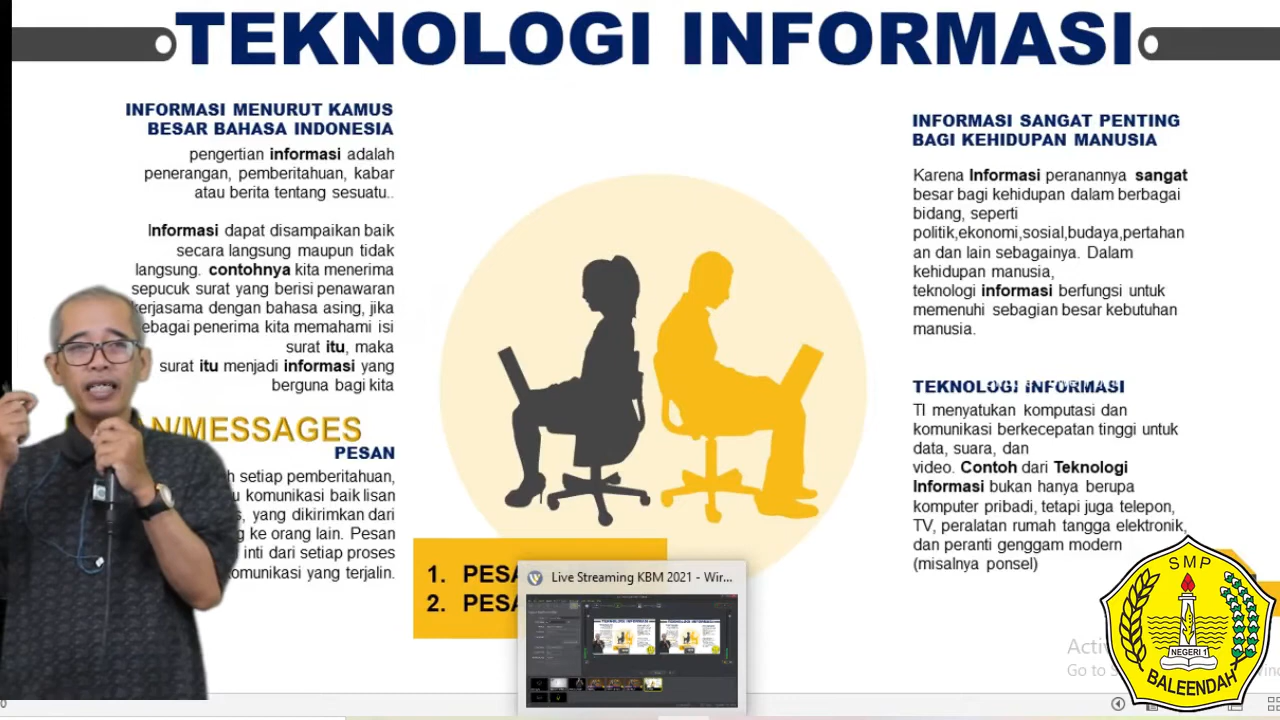 TEKNOLOGI INFORMASI
INFORMASI MENURUT KAMUS
BESAR BAHASA INDONESIA
pengertian informasi adalah
penerangan, pemberitahuan, kabar
atau berita tentang sesuatu..
Informasi dapat disampaikan baik
secara langsung maupun tidak
langsung. contohnya kita menerima
sepucuk surat yang berisi penawaran
kerjasama dengan bahasa asing, jika
sebagai penerima kita memahami isi
surat itu, maka
surat itu menjadi informasi yang
berguna bagi kita
N/MESSAGES
PESAN
setiap pemberitahuan,
komunikasi baik lisan
yang dikirimkan dari
ke orang lain. Pesan
inti dari setiap proses
komunikasi yang terjalin.
1. PESA
2. PESA
Live Streaming KBM 2021 - Wir...
TEKNOLOGI INFORMASI
TEKNOLOGI INFORMASI
INFORMASI SANGAT PENTING
BAGI KEHIDUPAN MANUSIA
Karena Informasi peranannya sangat
besar bagi kehidupan dalam berbagai
bidang, seperti
politik,ekonomi,sosial,budaya,pertahan
an dan lain sebagainya. Dalam
kehidupan manusia,
teknologi informasi berfungsi untuk
memenuhi sebagian besar kebutuhan
manusia.
TEKNOLOGI INFORMASI
TI menyatukan komputasi dan
komunikasi berkecepatan tinggi untuk
data, suara, dan
video. Contoh dari Teknologi
Informasi bukan hanya berupa
komputer pribadi, tetapi juga telepon,
TV, peralatan rumah tangga elektronik,
dan peranti genggam modern
(misalnya ponsel)
Go to
SMP
NEGERI 1
BALEENDAH